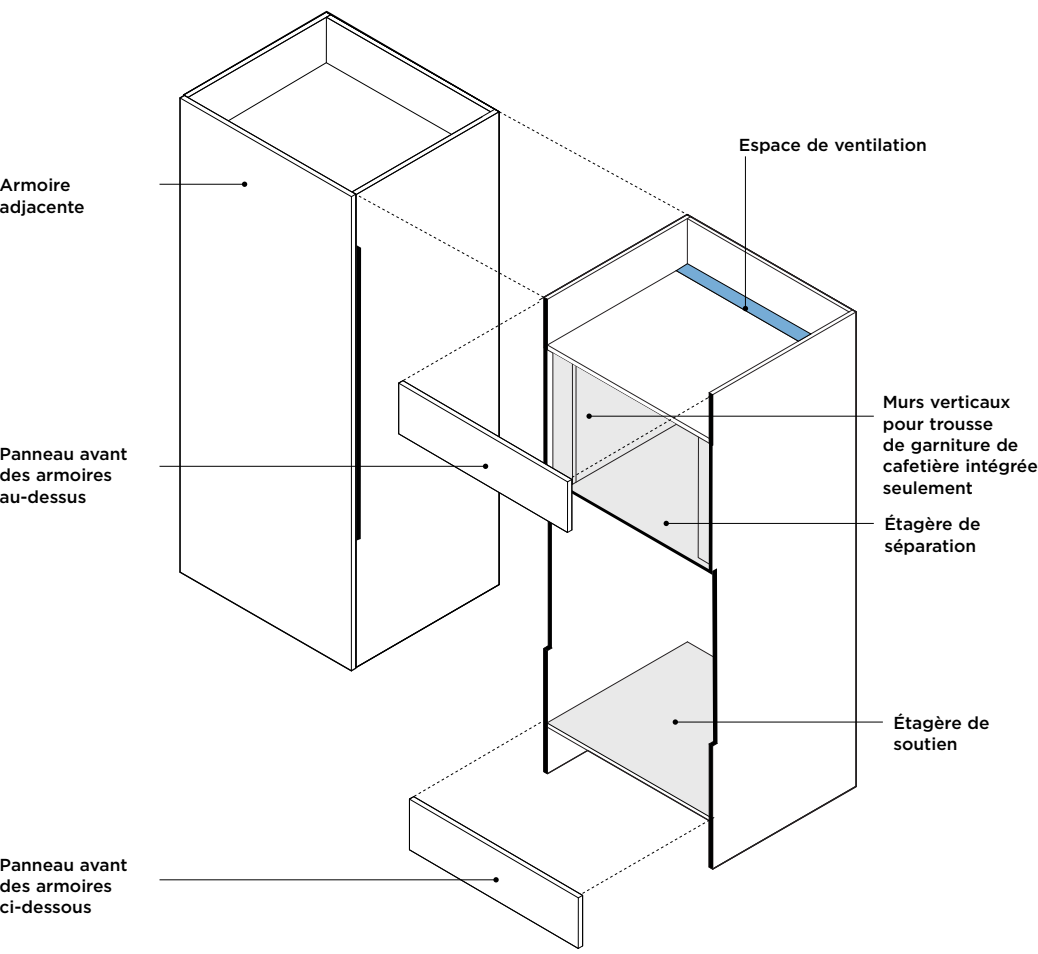 Espace de ventilation
Armoire
adjacente
Murs verticaux
pour trousse
de garniture de
cafetière intégrée
seulement
Panneau avant
des armoires
au-dessus
Étagère de
séparation
Étagère de
soutien
Panneau avant
des armoires
ci-dessous